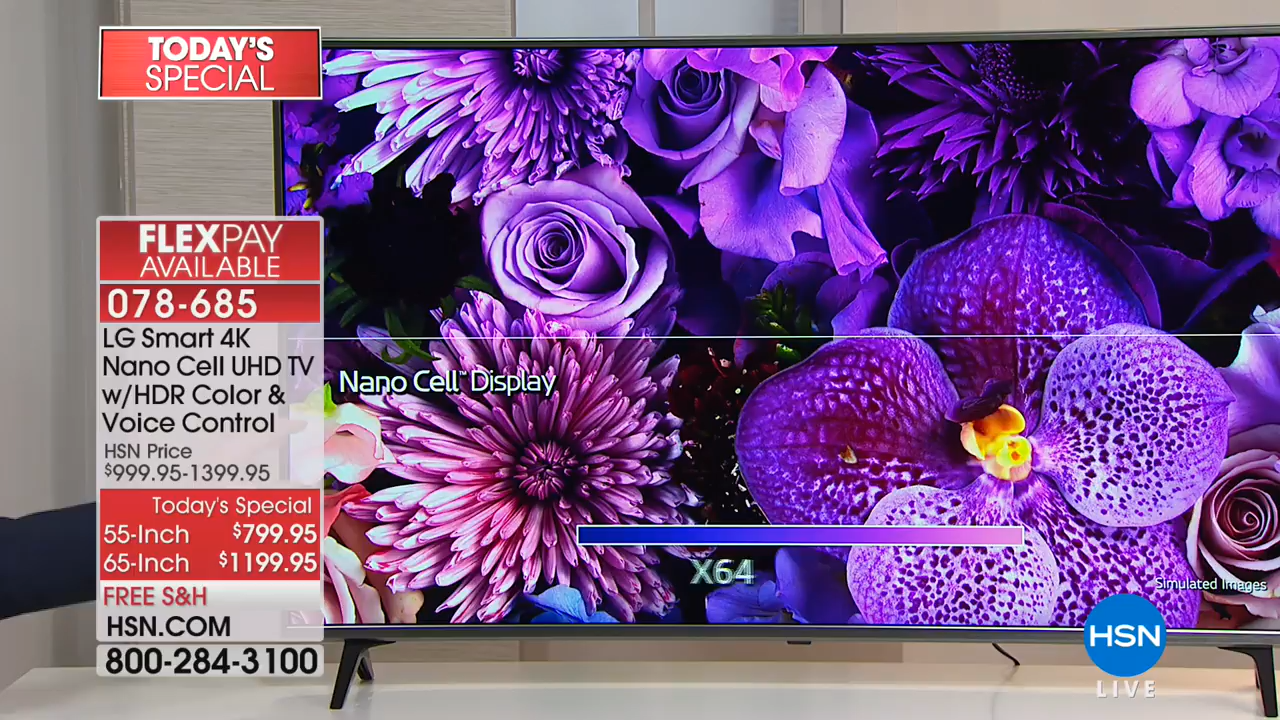 TODAY'S
SPECIAL
FLEXPAY
AVAILABLE
078-685
LG Smart 4K
Nano Cell UHD TV
w/HDR Color &
Voice Control
HSN Price
$999.95-1399.95
Today's Special
55-Inch $799.95
65-Inch $1199.95
FREE S&H
HSN.COM
800-284-3100
Nano Cell™ Display
X64
Simulated Images
HSN
LIVE